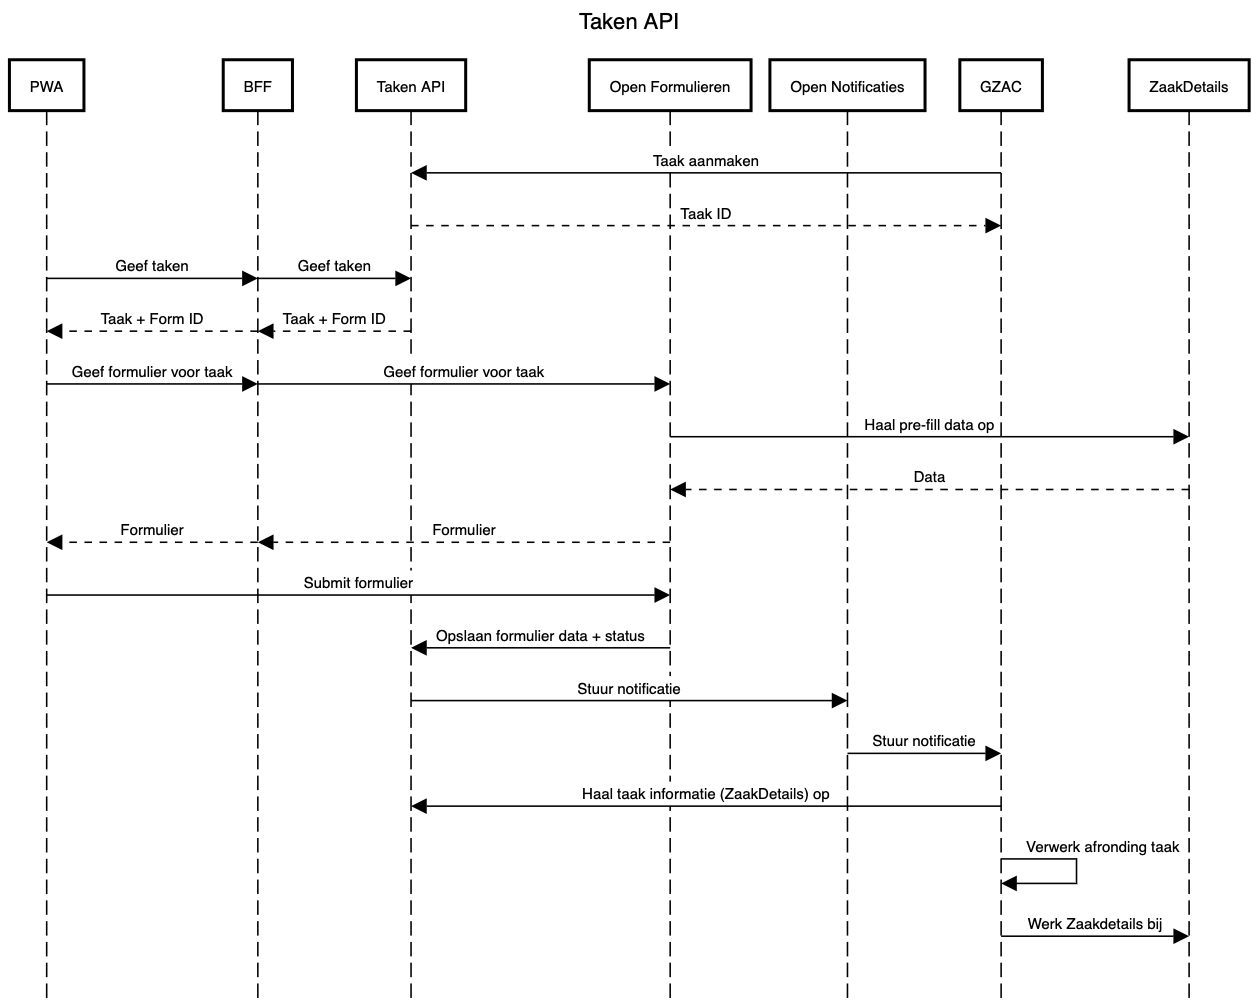 Taken API
PWA
BFF
Taken API
Open Formulieren
Open Notificaties
GZAC
ZaakDetails
Taak aanmaken
Taak ID
Geef taken
Geef taken
Taak + Form ID
Taak + Form ID
Geef formulier voor taak
Geef formulier voor taak
Haal pre-fill data op
Data
Formulier
Formulier
Submit formulier
Opslaan formulier data + status
Stuur notificatie
Stuur notificatie
Haal taak informatie (ZaakDetails) op
Verwerk afronding taak
Werk Zaakdetails bij